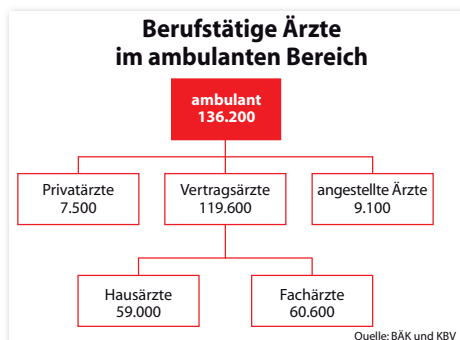 Berufstätige Ärzte
im ambulanten Bereich
ambulant
136.200
Privatärzte
7.500
Vertragsärzte
119.600
angestellte Ärzte
9.100
Hausärzte
59.000
Fachärzte
60.600
Quelle: BÄK und KBV